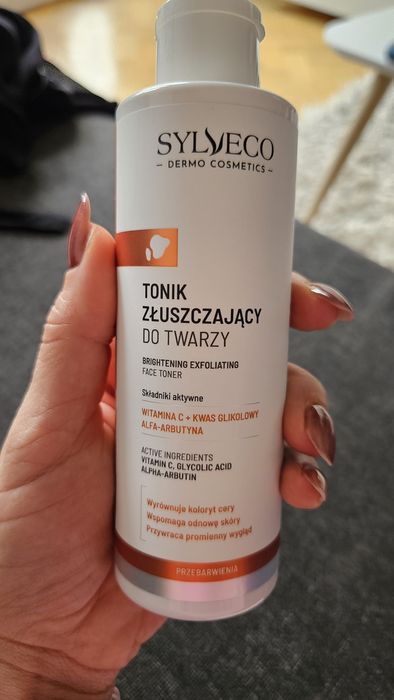 SYLVECO
– DERMO COSMETICS –
TONIK
ZŁUSZCZAJĄCY
DO TWARZY
BRIGHTENING EXFOLIATING
FACE TONER
Składniki aktywne
WITAMINA C + KWAS GLIKOLOWY
ALFA-ARBUTYNA
ACTIVE INGREDIENTS
VITAMIN C, GLYCOLIC ACID
ALPHA-ARBUTIN
Wyrównuje koloryt cery
Wspomaga odnowę skóry
Przywraca promienny wygląd
PRZEBARWIENIA